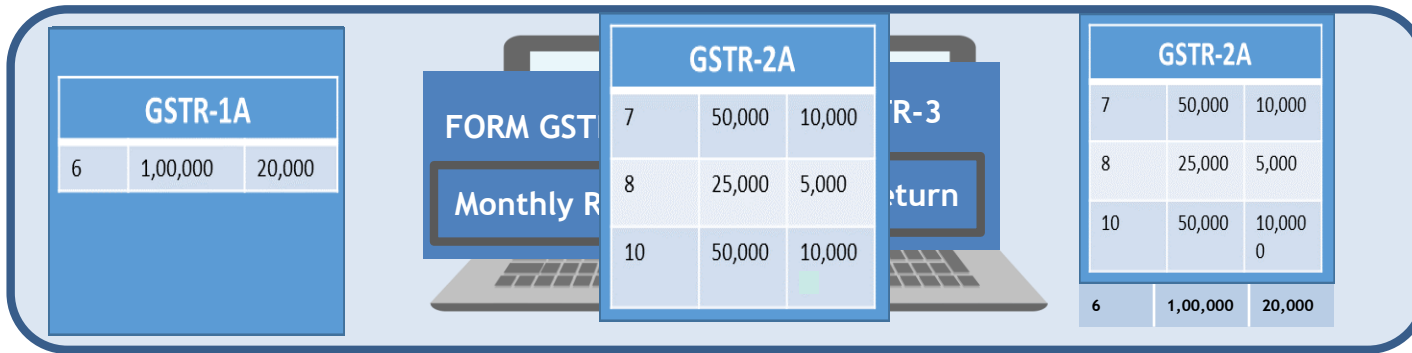 GSTR-1A
6 1,00,000 20,000
FORM GST
R-3
Monthly R
eturn
GSTR-2A
7 50,000 10,000
8 25,000 5,000
10 50,000 10,000
GSTR-2A
7 50,000 10,000
8 25,000 5,000
10 50,000 10,000
0
6 1,00,000 20,000